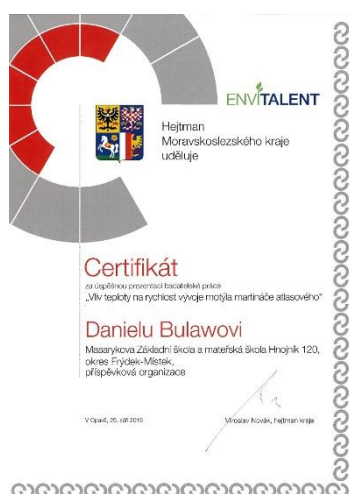 ENVITALENT
Hejtman
Moravskoslezského kraje
uděluje
Certifikát
za úspěšnou prezentaci badatelské práce
„Vliv teploty na rychlost vývoje motýla martináče atlasového“
Danielu Bulawovi
Masarykova Základní škola a mateřská škola Hnojník 120,
okres Frýdek-Místek,
příspěvková organizace
V Opavě, 29. září 2016
Miroslav Novák, hejtman kraje